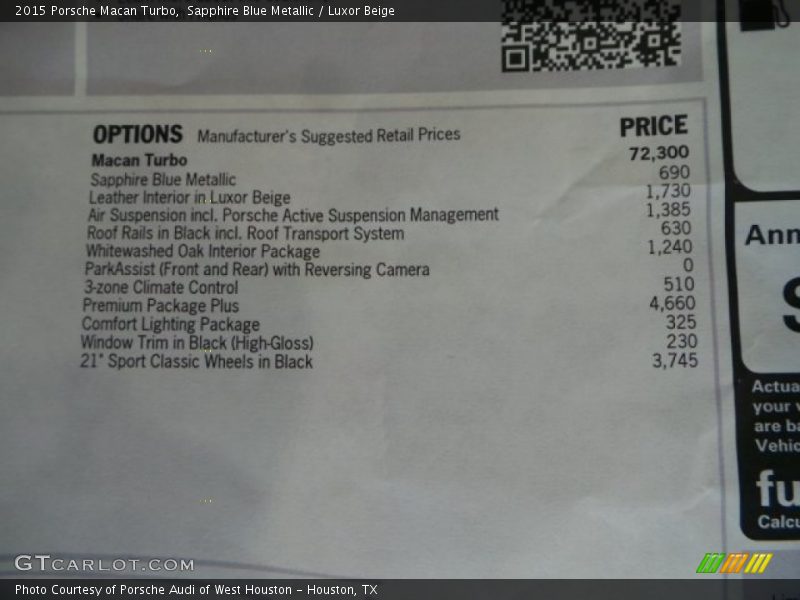 2015 Porsche Macan Turbo, Sapphire Blue Metallic / Luxor Beige
OPTIONS Manufacturer's Suggested Retail Prices PRICE
Macan Turbo 72,300
Sapphire Blue Metallic 690
Leather Interior in Luxor Beige 1,730
Air Suspension incl. Porsche Active Suspension Management 1,385
Roof Rails in Black incl. Roof Transport System 630
Whitewashed Oak Interior Package 1,240
ParkAssist (Front and Rear) with Reversing Camera 0
3-zone Climate Control 510
Premium Package Plus 4,660
Comfort Lighting Package 325
Window Trim in Black (High-Gloss) 230
21" Sport Classic Wheels in Black 3,745
Ann
$
Actua
your v
are ba
Vehic
fu
Calcu
GTCARLOT.COM
Photo Courtesy of Porsche Audi of West Houston - Houston, TX